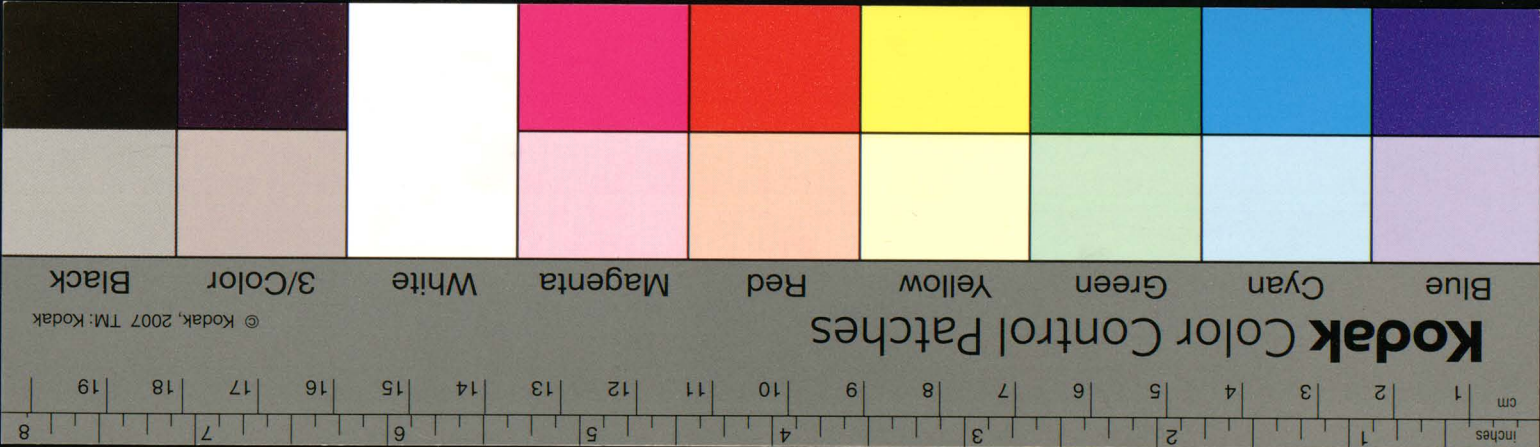 inches 1 2 3 4 5 6 7 8
cm 1 2 3 4 5 6 7 8 9 10 11 12 13 14 15 16 17 18 19
Kodak Color Control Patches
© Kodak, 2007 TM: Kodak
Blue Cyan Green Yellow Red Magenta White 3/Color Black